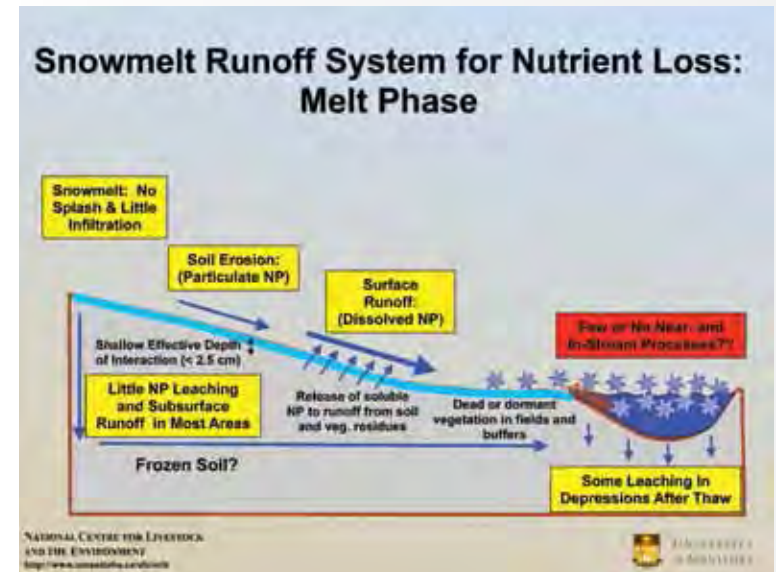 Snowmelt Runoff System for Nutrient Loss:
Melt Phase
Snowmelt: No
Splash & Little
Infiltration
Soil Erosion:
(Particulate NP)
Surface
Runoff:
(Dissolved NP)
Few or No Near- and
In-Stream Processes??
Shallow Effective Depth
of Interaction (< 2.5 cm)
Little NP Leaching
and Subsurface
Runoff in Most Areas
Release of soluble
NP to runoff from soil
and veg. residues
Dead or dormant
vegetation in fields and
buffers
Frozen Soil?
Some Leaching In
Depressions After Thaw
NATIONAL CENTRE FOR LIVESTOCK
AND THE ENVIRONMENT
UNIVERSITY
OF MANITOBA